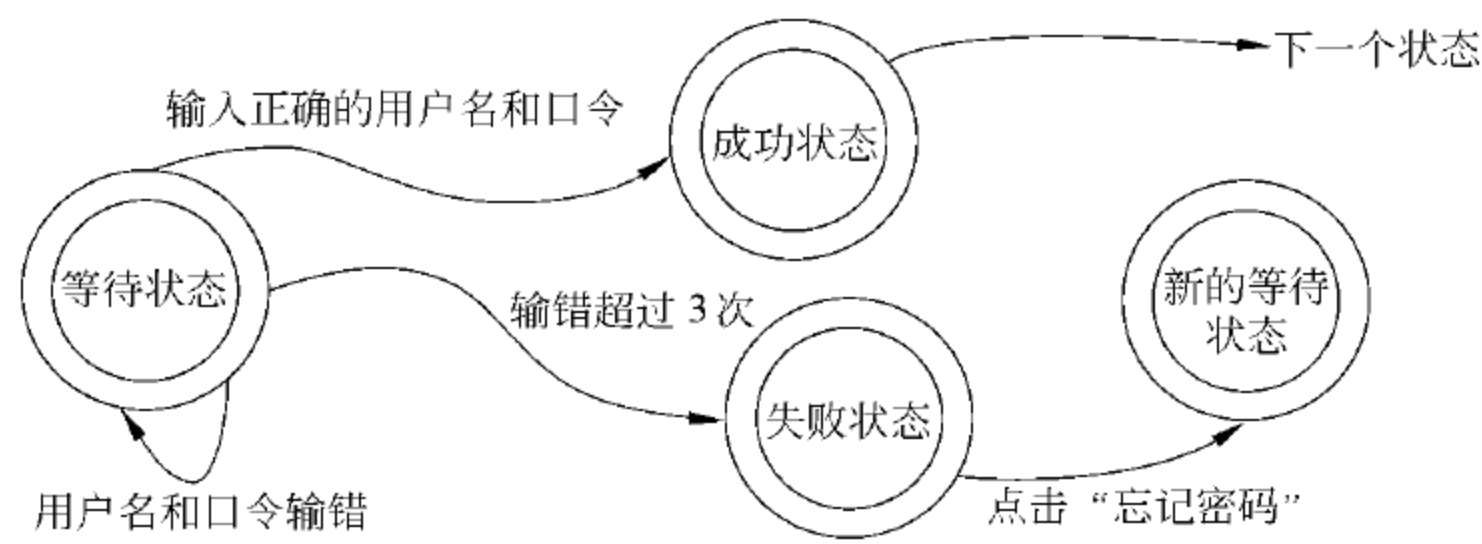 下一个状态
输入正确的用户名和口令
成功状态
等待状态
输错超过3次
新的等待
状态
失败状态
点击“忘记密码”
用户名和口令输错